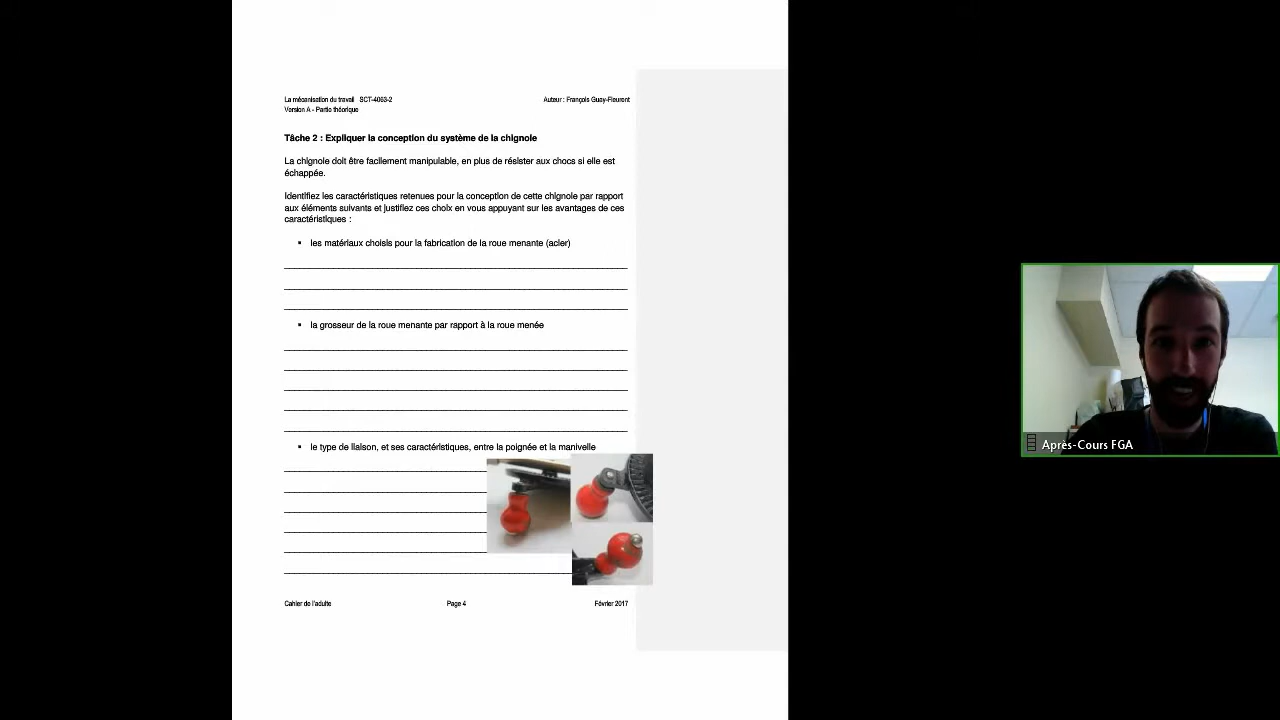 La mécanisation du travail SCT-4063-2
Auteur : François Guay-Fleurent
Version A - Partie théorique
Tâche 2 : Expliquer la conception du système de la chignole
La chignole doit être facilement manipulable, en plus de résister aux chocs si elle est
échappée.
Identifiez les caractéristiques retenues pour la conception de cette chignole par rapport
aux éléments suivants et justifiez ces choix en vous appuyant sur les avantages de ces
caractéristiques :
▪ les matériaux choisis pour la fabrication de la roue menante (acier)
▪ la grosseur de la roue menante par rapport à la roue menée
▪ le type de liaison, et ses caractéristiques, entre la poignée et la manivelle
Cahier de l'adulte
Page 4
Février 2017
Après-Cours FGA